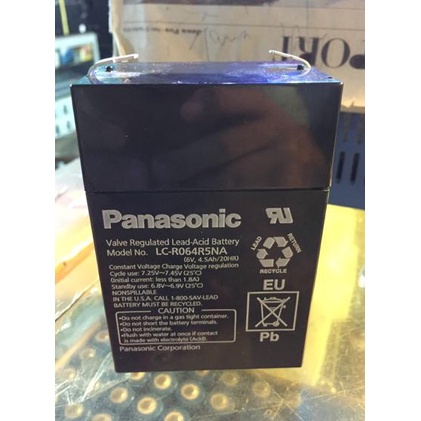 PORT
Panasonic
Valve Regulated Lead-Acid Battery
Model No. LC-R064R5NA
(6V, 4.5Ah/20HR)
Constant Voltage Charge Voltage regulation
Cycle use: 7.25V~7.45V (25°C)
(Initial current: less than 1.8A)
Standby use: 6.8V~6.9V (25°C)
NONSPILLABLE
IN THE U.S.A. CALL 1-800-SAV-LEAD
BATTERY MUST BE RECYCLED.
CAUTION
•Do not charge in a gas tight container.
•Do not short the battery terminals.
•Do not incinerate.
•Flush with water at once if contact
is made with electrolyte (Acid).
Panasonic Corporation
LEAD
RETURN
RECYCLE
EU
Pb